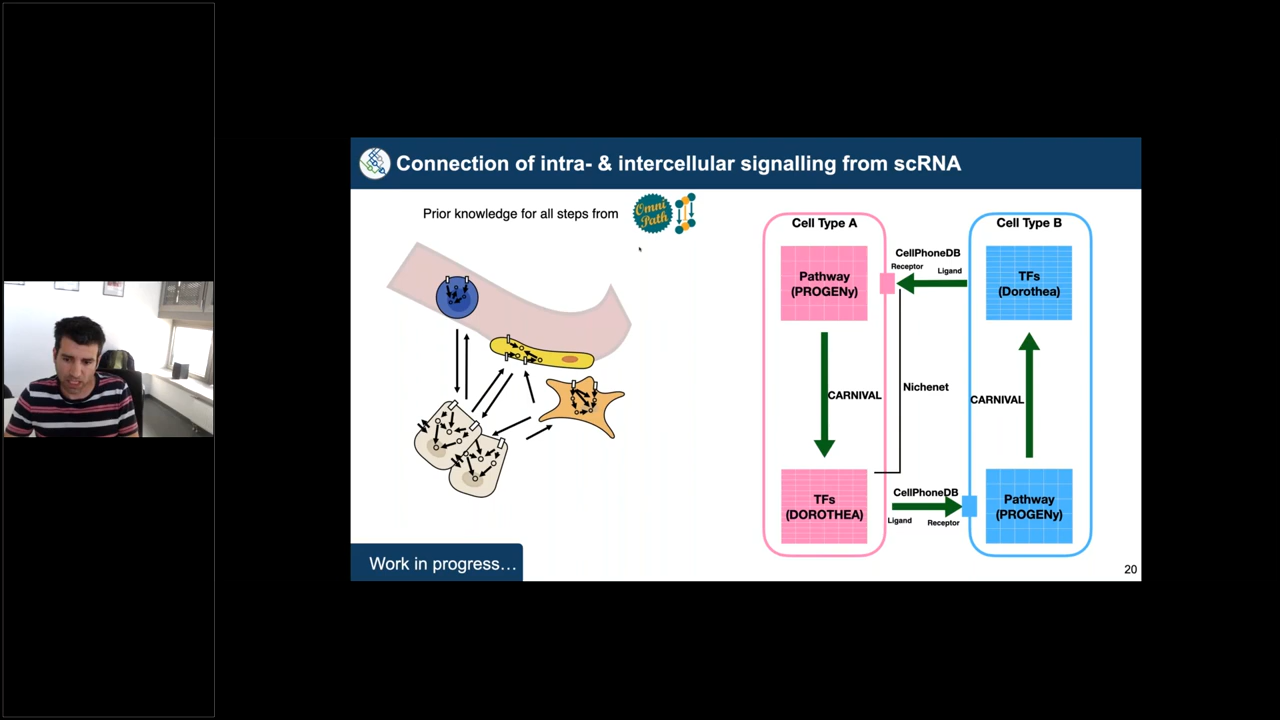 Connection of intra- & intercellular signalling from scRNA
Prior knowledge for all steps from
Omni
Path
Cell Type A
Cell Type B
Pathway
(PROGENy)
CellPhoneDB
Receptor
Ligand
TFs
(Dorothea)
CARNIVAL
Nichenet
CARNIVAL
TFs
(DOROTHEA)
CellPhoneDB
Ligand
Receptor
Pathway
(PROGENy)
Work in progress…
20